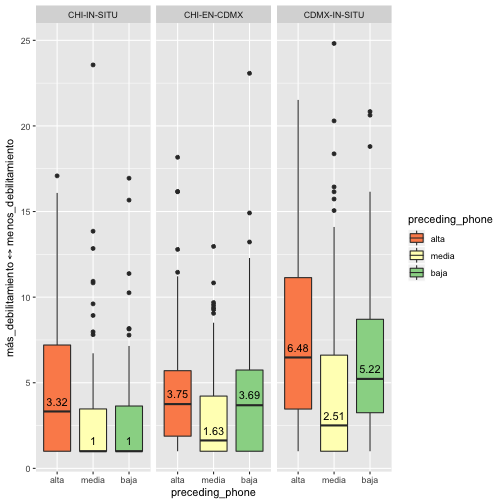 CHI-IN-SITU
CHI-EN-CDMX
CDMX-IN-SITU
25
20
15
10
5
0
más_debilitamiento ↔ menos_debilitamiento
3.32
1
1
3.75
1.63
3.69
6.48
2.51
5.22
alta
media
baja
alta
media
baja
alta
media
baja
preceding_phone
preceding_phone
alta
media
baja